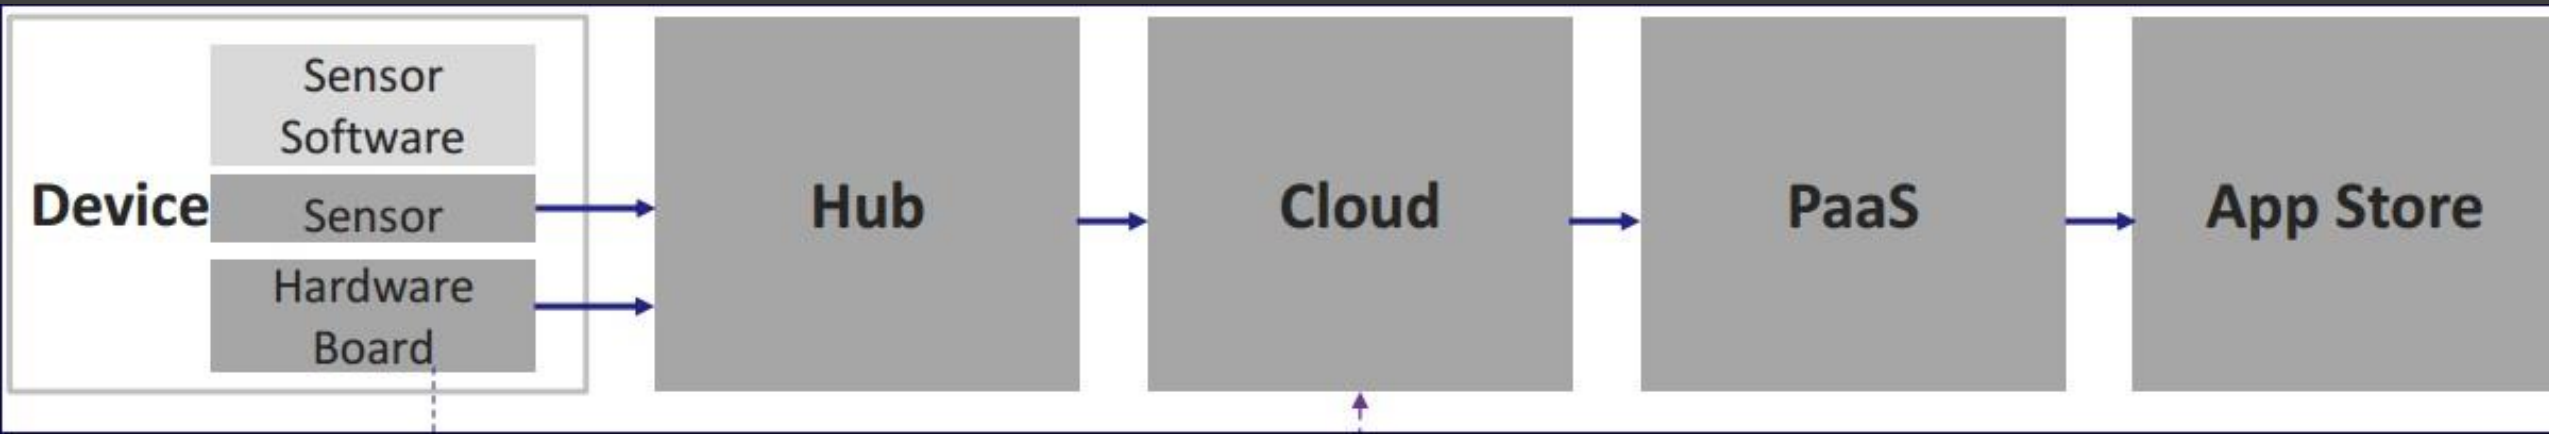 Sensor
Software
Device
Sensor
Hardware
Board
Hub
Cloud
PaaS
App Store